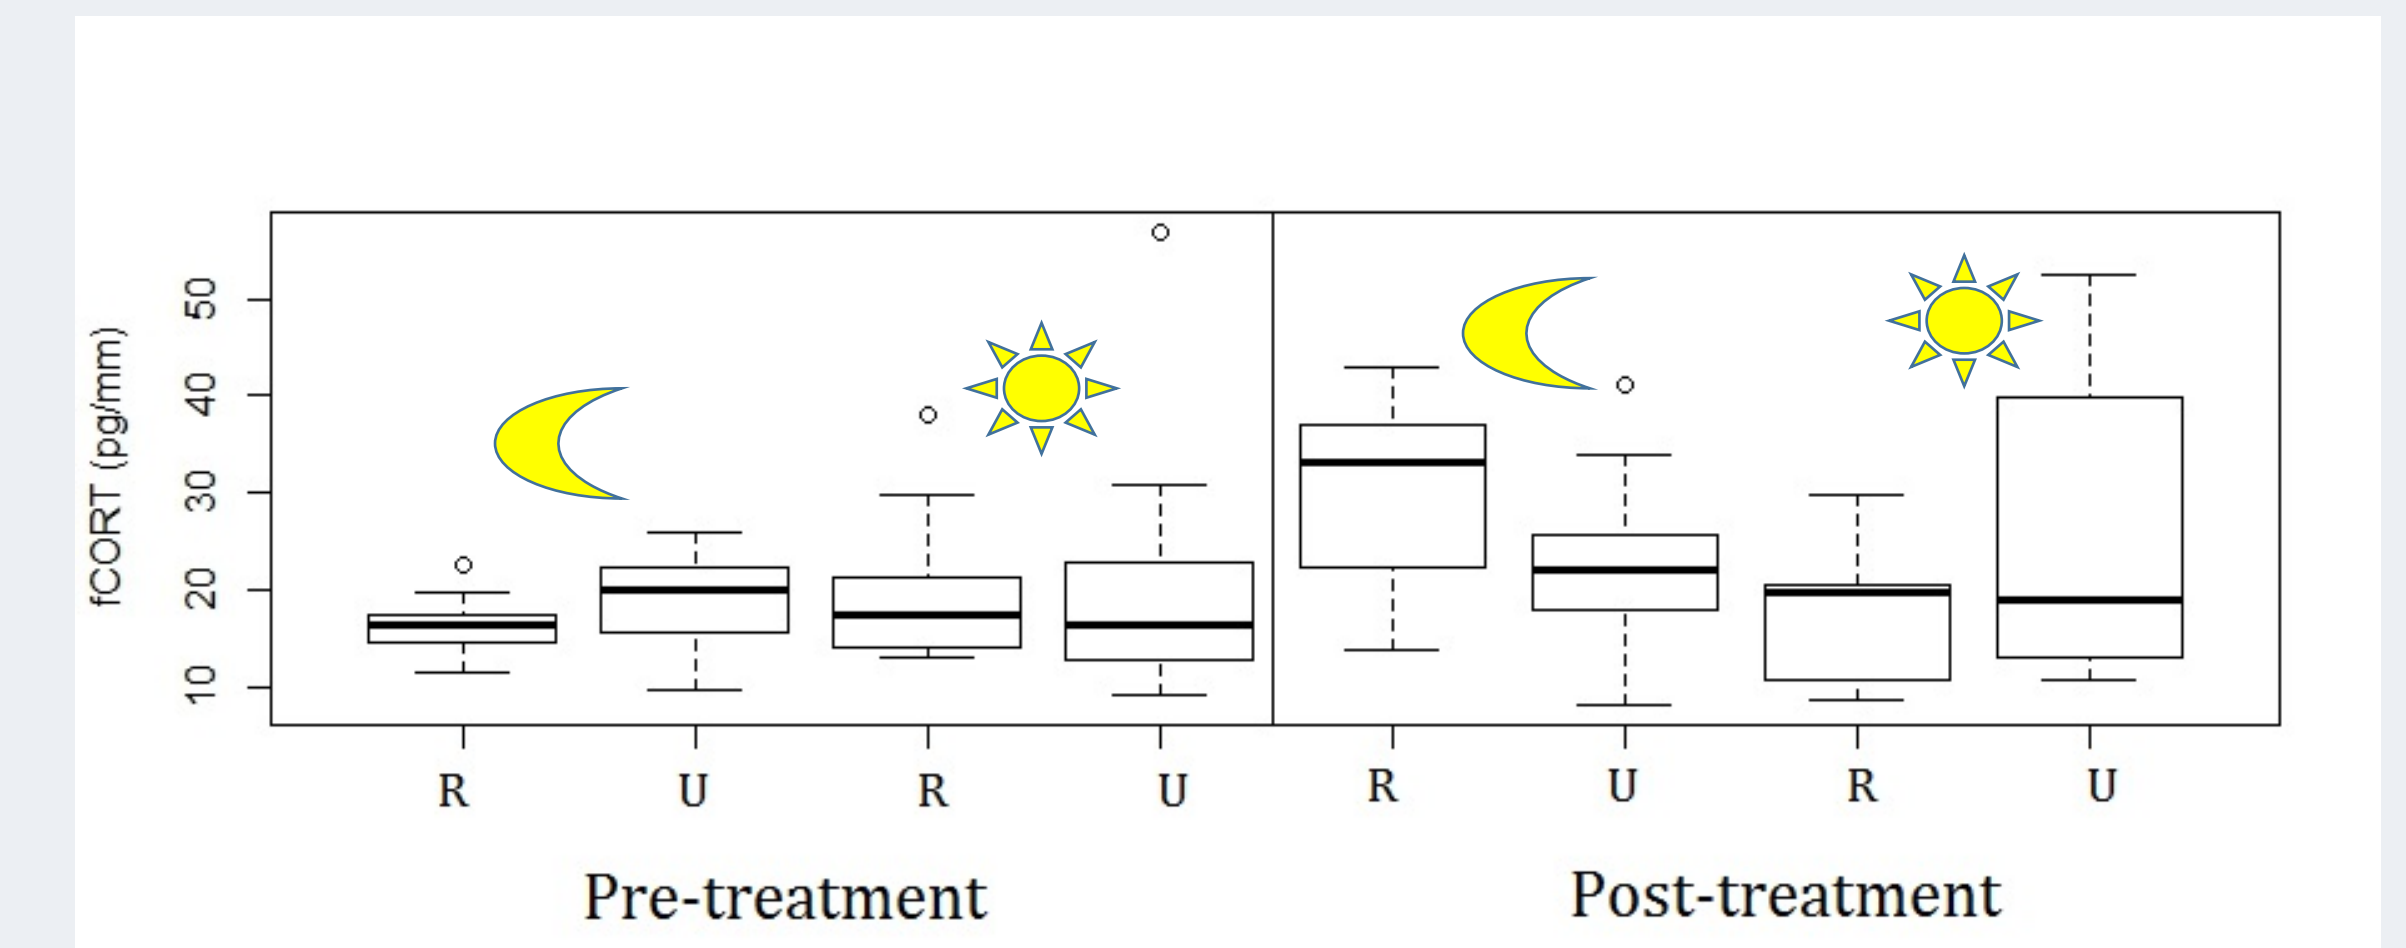 fCORT (pg/mm)
50
40
30
20
10
R U R U R U R U
Pre-treatment Post-treatment